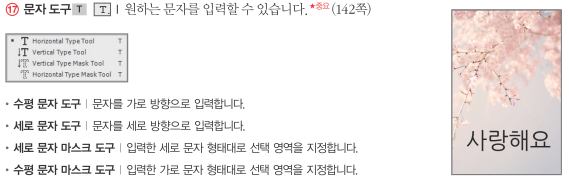 ⑰ 문자 도구 T T | 원하는 문자를 입력할 수 있습니다. ★중요 (142쪽)
▪ T Horizontal Type Tool T
↓T Vertical Type Tool T
↓T Vertical Type Mask Tool T
T Horizontal Type Mask Tool T
• 수평 문자 도구 | 문자를 가로 방향으로 입력합니다.
• 세로 문자 도구 | 문자를 세로 방향으로 입력합니다.
• 세로 문자 마스크 도구 | 입력한 세로 문자 형태대로 선택 영역을 지정합니다.
• 수평 문자 마스크 도구 | 입력한 가로 문자 형태대로 선택 영역을 지정합니다.
사랑해요